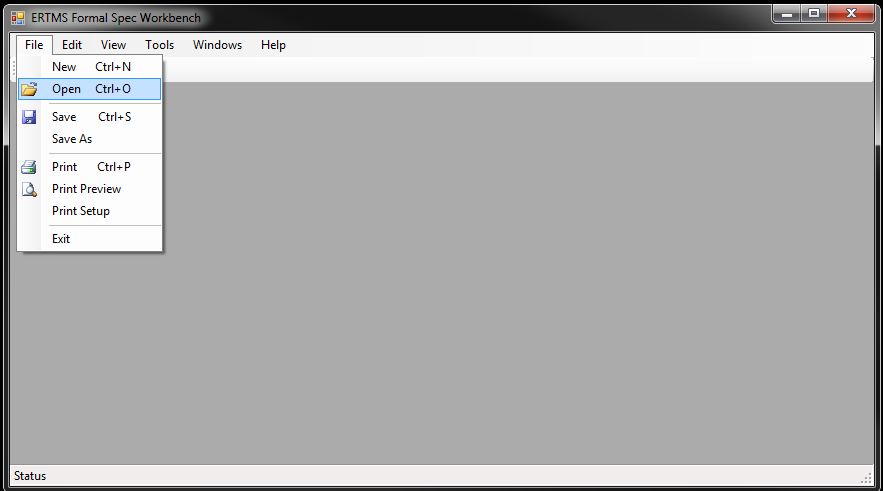 ERTMS Formal Spec Workbench
File Edit View Tools Windows Help
New Ctrl+N
Open Ctrl+O
Save Ctrl+S
Save As
Print Ctrl+P
Print Preview
Print Setup
Exit
Status